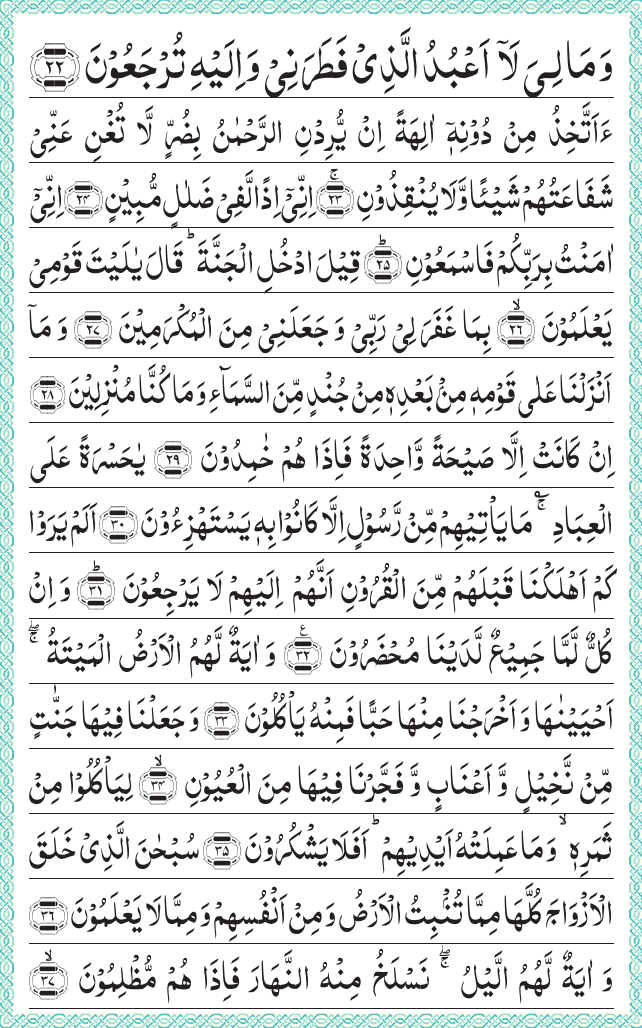 وَمَا لِیَ لَاۤ اَعْبُدُ الَّذِیْ فَطَرَنِیْ وَاِلَیْهِ تُرْجَعُوْنَ ﴿۲۲﴾
ءَاَتَّخِذُ مِنْ دُوْنِهٖۤ اٰلِهَةً اِنْ یُّرِدْنِ الرَّحْمٰنُ بِضُرٍّ لَّا تُغْنِ عَنِّیْ
شَفَاعَتُهُمْ شَیْئًا وَّلَا یُنْقِذُوْنِ ﴿۲۳﴾ۚ اِنِّیْۤ اِذًا لَّفِیْ ضَلٰلٍ مُّبِیْنٍ ﴿۲۴﴾ اِنِّیْۤ
اٰمَنْتُ بِرَبِّكُمْ فَاسْمَعُوْنِ ﴿۲۵﴾ؕ قِیْلَ ادْخُلِ الْجَنَّةَ ؕ قَالَ یٰلَیْتَ قَوْمِیْ
یَعْلَمُوْنَ ﴿۲۶﴾ۙ بِمَا غَفَرَ لِیْ رَبِّیْ وَجَعَلَنِیْ مِنَ الْمُكْرَمِیْنَ ﴿۲۷﴾ وَمَاۤ
اَنْزَلْنَا عَلٰی قَوْمِهٖ مِنْۢ بَعْدِهٖ مِنْ جُنْدٍ مِّنَ السَّمَآءِ وَمَا كُنَّا مُنْزِلِیْنَ ﴿۲۸﴾
اِنْ كَانَتْ اِلَّا صَیْحَةً وَّاحِدَةً فَاِذَا هُمْ خٰمِدُوْنَ ﴿۲۹﴾ یٰحَسْرَةً عَلَی
الْعِبَادِ ۚؔ مَا یَاْتِیْهِمْ مِّنْ رَّسُوْلٍ اِلَّا كَانُوْا بِهٖ یَسْتَهْزِءُوْنَ ﴿۳۰﴾ اَلَمْ یَرَوْا
كَمْ اَهْلَكْنَا قَبْلَهُمْ مِّنَ الْقُرُوْنِ اَنَّهُمْ اِلَیْهِمْ لَا یَرْجِعُوْنَ ﴿۳۱﴾ؕ وَاِنْ
كُلٌّ لَّمَّا جَمِیْعٌ لَّدَیْنَا مُحْضَرُوْنَ ﴿۳۲﴾ع وَاٰیَةٌ لَّهُمُ الْاَرْضُ الْمَیْتَةُ ۖۚ
اَحْیَیْنٰهَا وَاَخْرَجْنَا مِنْهَا حَبًّا فَمِنْهُ یَاْكُلُوْنَ ﴿۳۳﴾ وَجَعَلْنَا فِیْهَا جَنّٰتٍ
مِّنْ نَّخِیْلٍ وَّاَعْنَابٍ وَّفَجَّرْنَا فِیْهَا مِنَ الْعُیُوْنِ ﴿۳۴﴾ۙ لِیَاْكُلُوْا مِنْ
ثَمَرِهٖ ۙ وَمَا عَمِلَتْهُ اَیْدِیْهِمْ ؕ اَفَلَا یَشْكُرُوْنَ ﴿۳۵﴾ سُبْحٰنَ الَّذِیْ خَلَقَ
الْاَزْوَاجَ كُلَّهَا مِمَّا تُنْۢبِتُ الْاَرْضُ وَمِنْ اَنْفُسِهِمْ وَمِمَّا لَا یَعْلَمُوْنَ ﴿۳۶﴾
وَاٰیَةٌ لَّهُمُ الَّیْلُ ۖۚ نَسْلَخُ مِنْهُ النَّهَارَ فَاِذَا هُمْ مُّظْلِمُوْنَ ﴿۳۷﴾ۙ